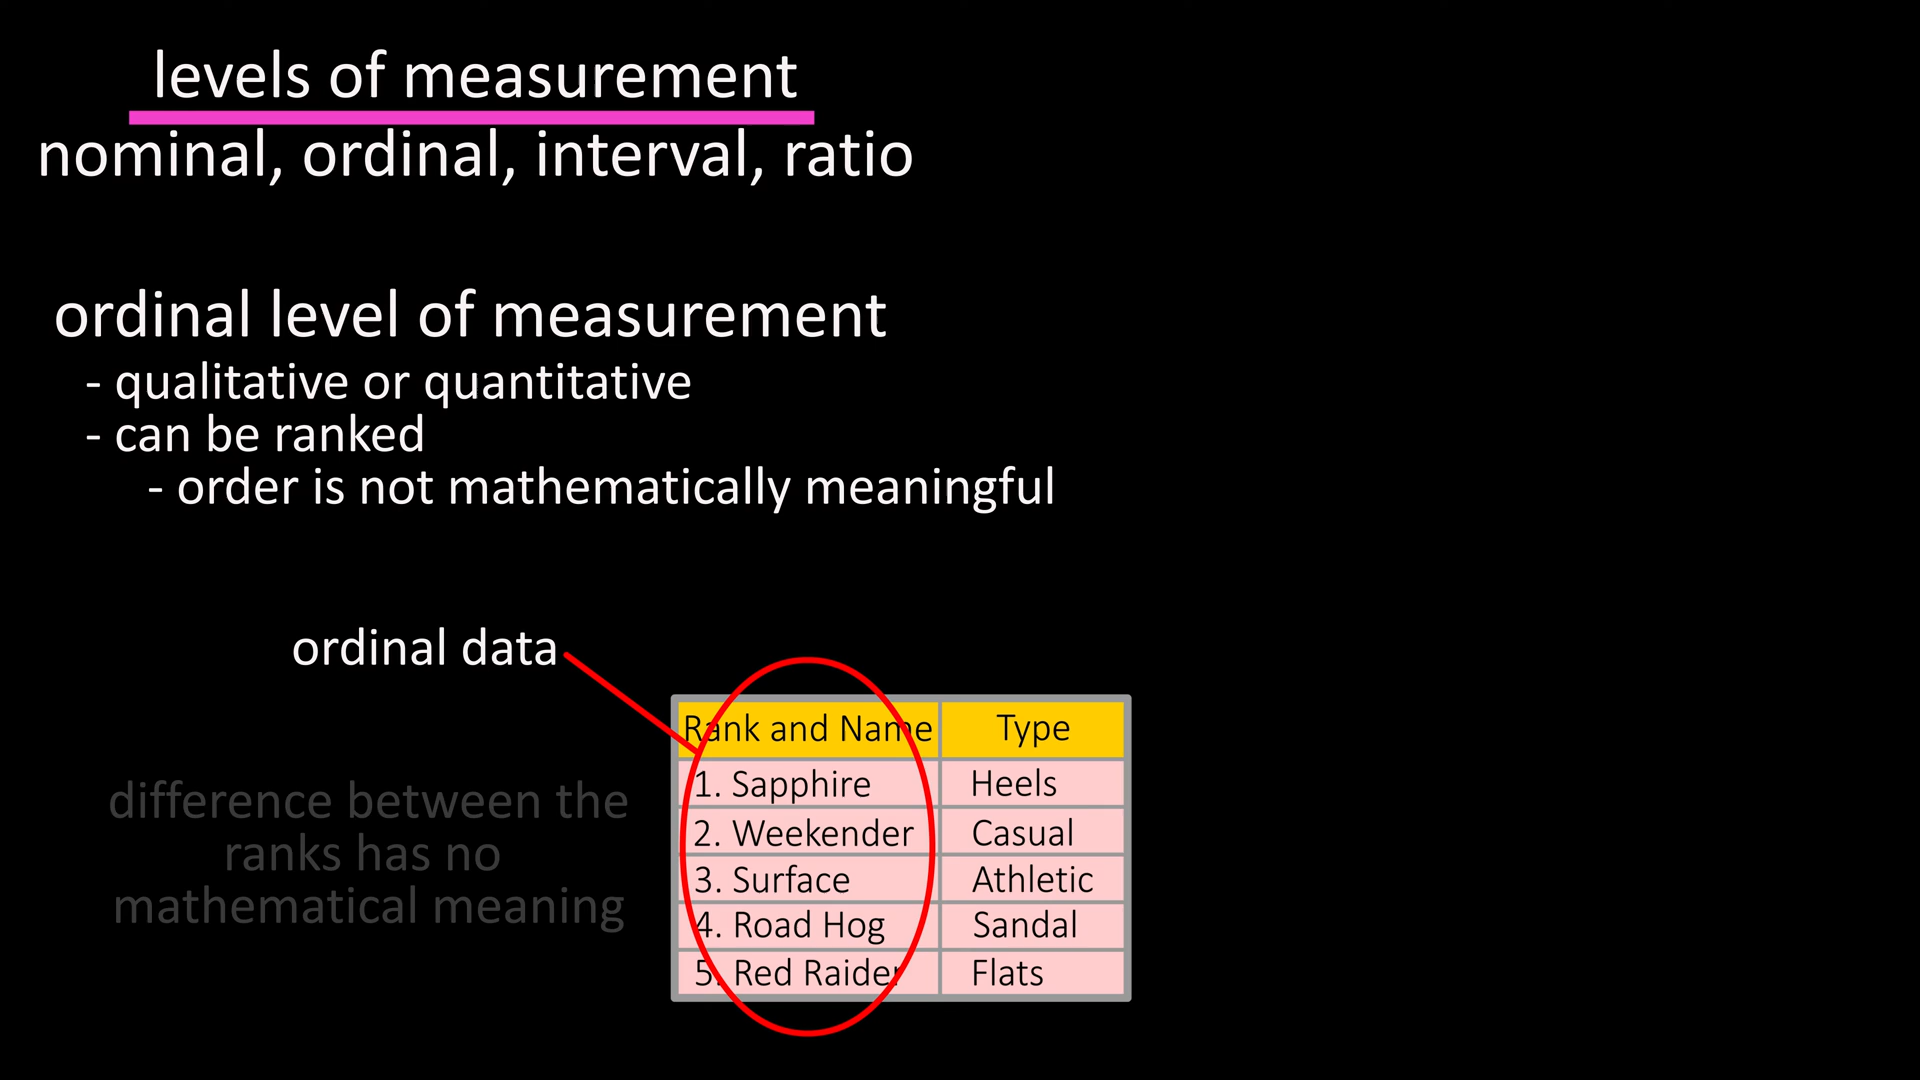 levels of measurement
nominal, ordinal, interval, ratio
ordinal level of measurement
- qualitative or quantitative
- can be ranked
- order is not mathematically meaningful
ordinal data
difference between the
ranks has no
mathematical meaning
Rank and Name Type
1. Sapphire Heels
2. Weekender Casual
3. Surface Athletic
4. Road Hog Sandal
5. Red Raider Flats